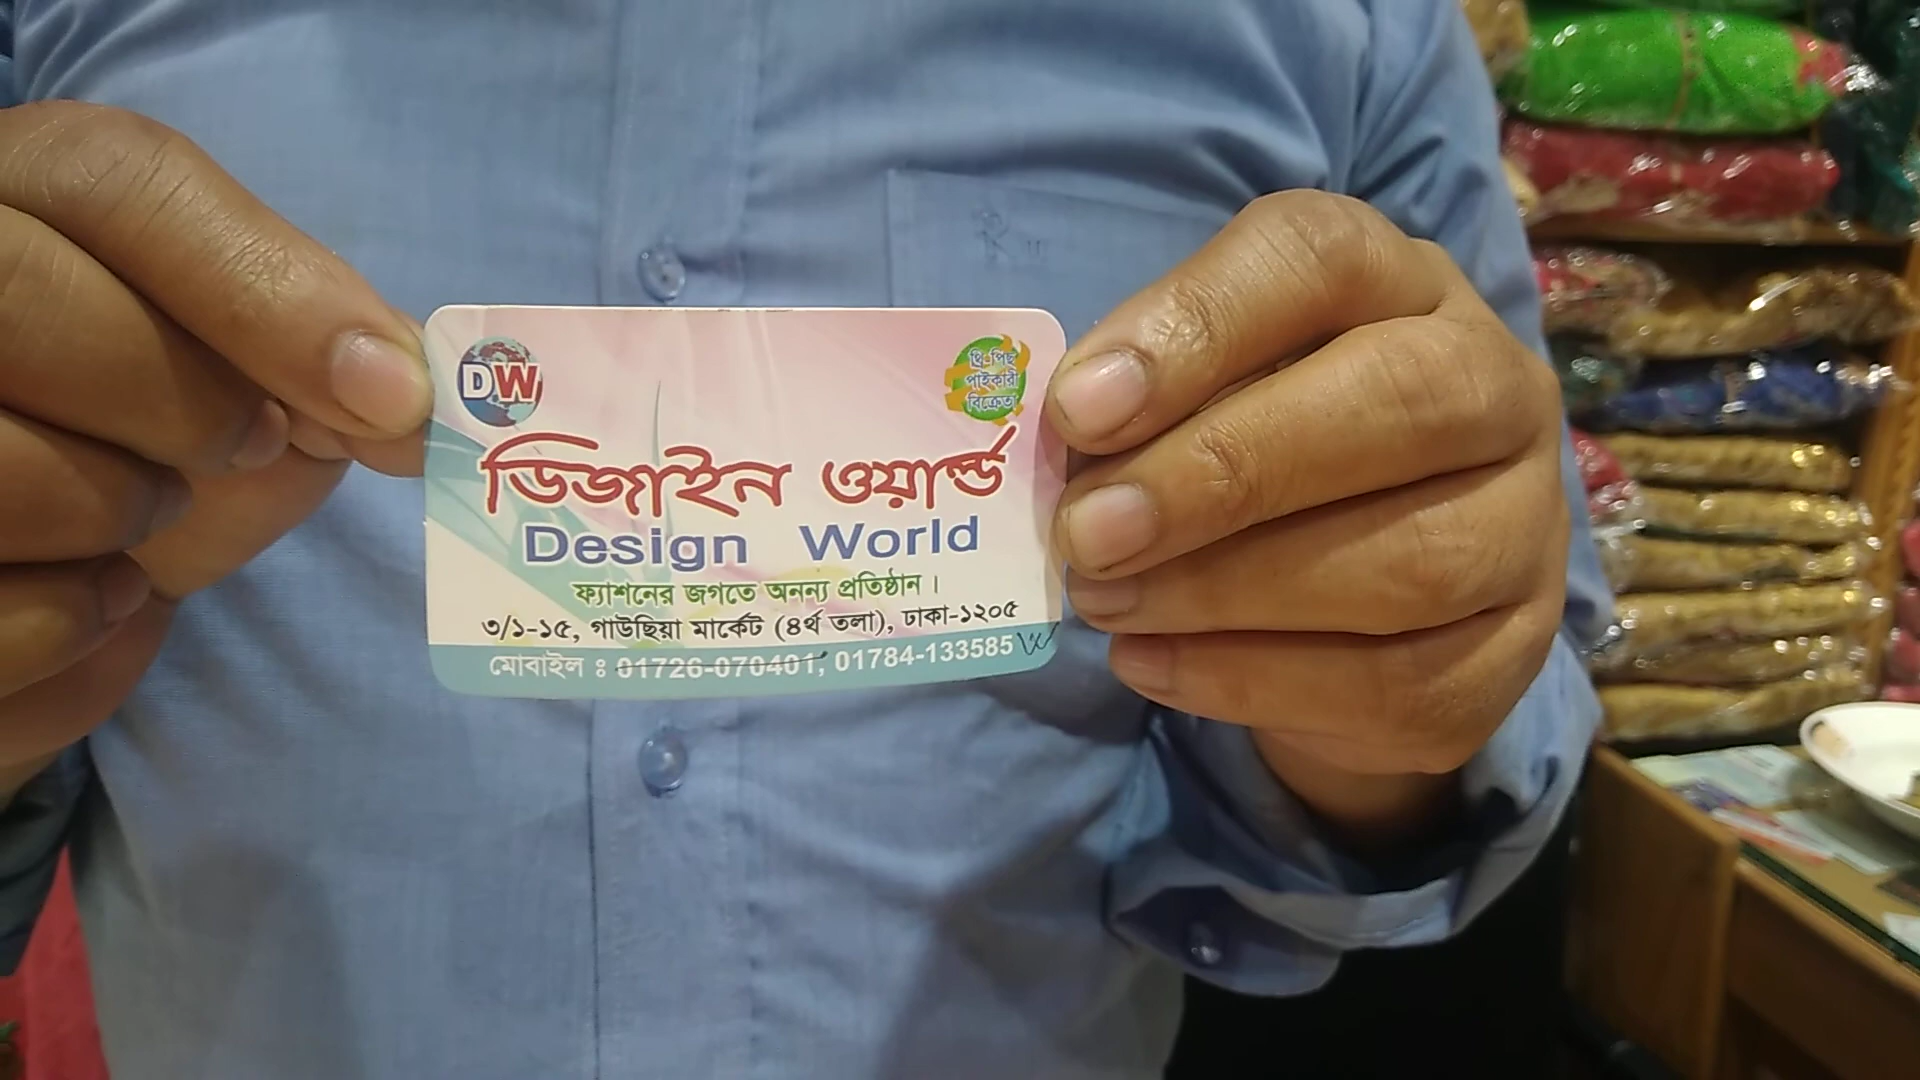 DW
থ্রি-পিছ
পাইকারী
বিক্রেতা
ডিজাইন ওয়ার্ল্ড
Design World
ফ্যাশনের জগতে অনন্য প্রতিষ্ঠান।
৩/১-১৫, গাউছিয়া মার্কেট (৪র্থ তলা), ঢাকা-১২০৫
মোবাইল : 01726-070401, 01784-133585